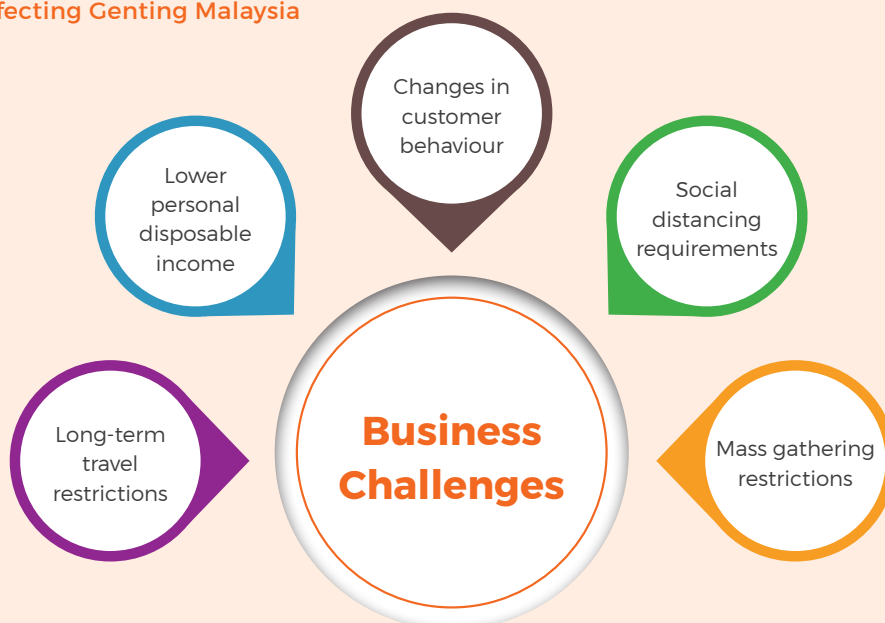 fecting Genting Malaysia
Changes in
customer
behaviour
Lower
personal
disposable
income
Social
distancing
requirements
Long-term
travel
restrictions
Mass gathering
restrictions
Business
Challenges